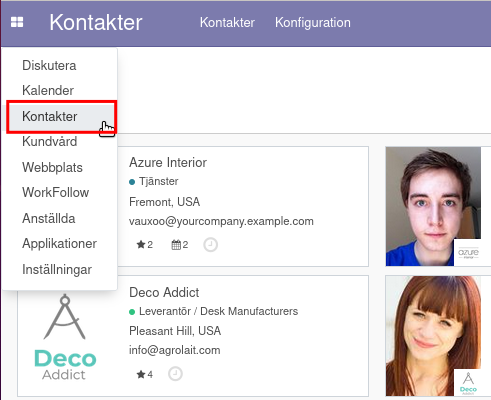 Kontakter
Kontakter
Konfiguration
Diskutera
Kalender
Kontakter
Kundvård
Webbplats
WorkFollow
Anställda
Applikationer
Inställningar
Azure Interior
Tjänster
Fremont, USA
vauxoo@yourcompany.example.com
2 2
azure
Deco Addict
Leverantör / Desk Manufacturers
Pleasant Hill, USA
info@agrolait.com
4
Deco
Addict
Deco
Addict